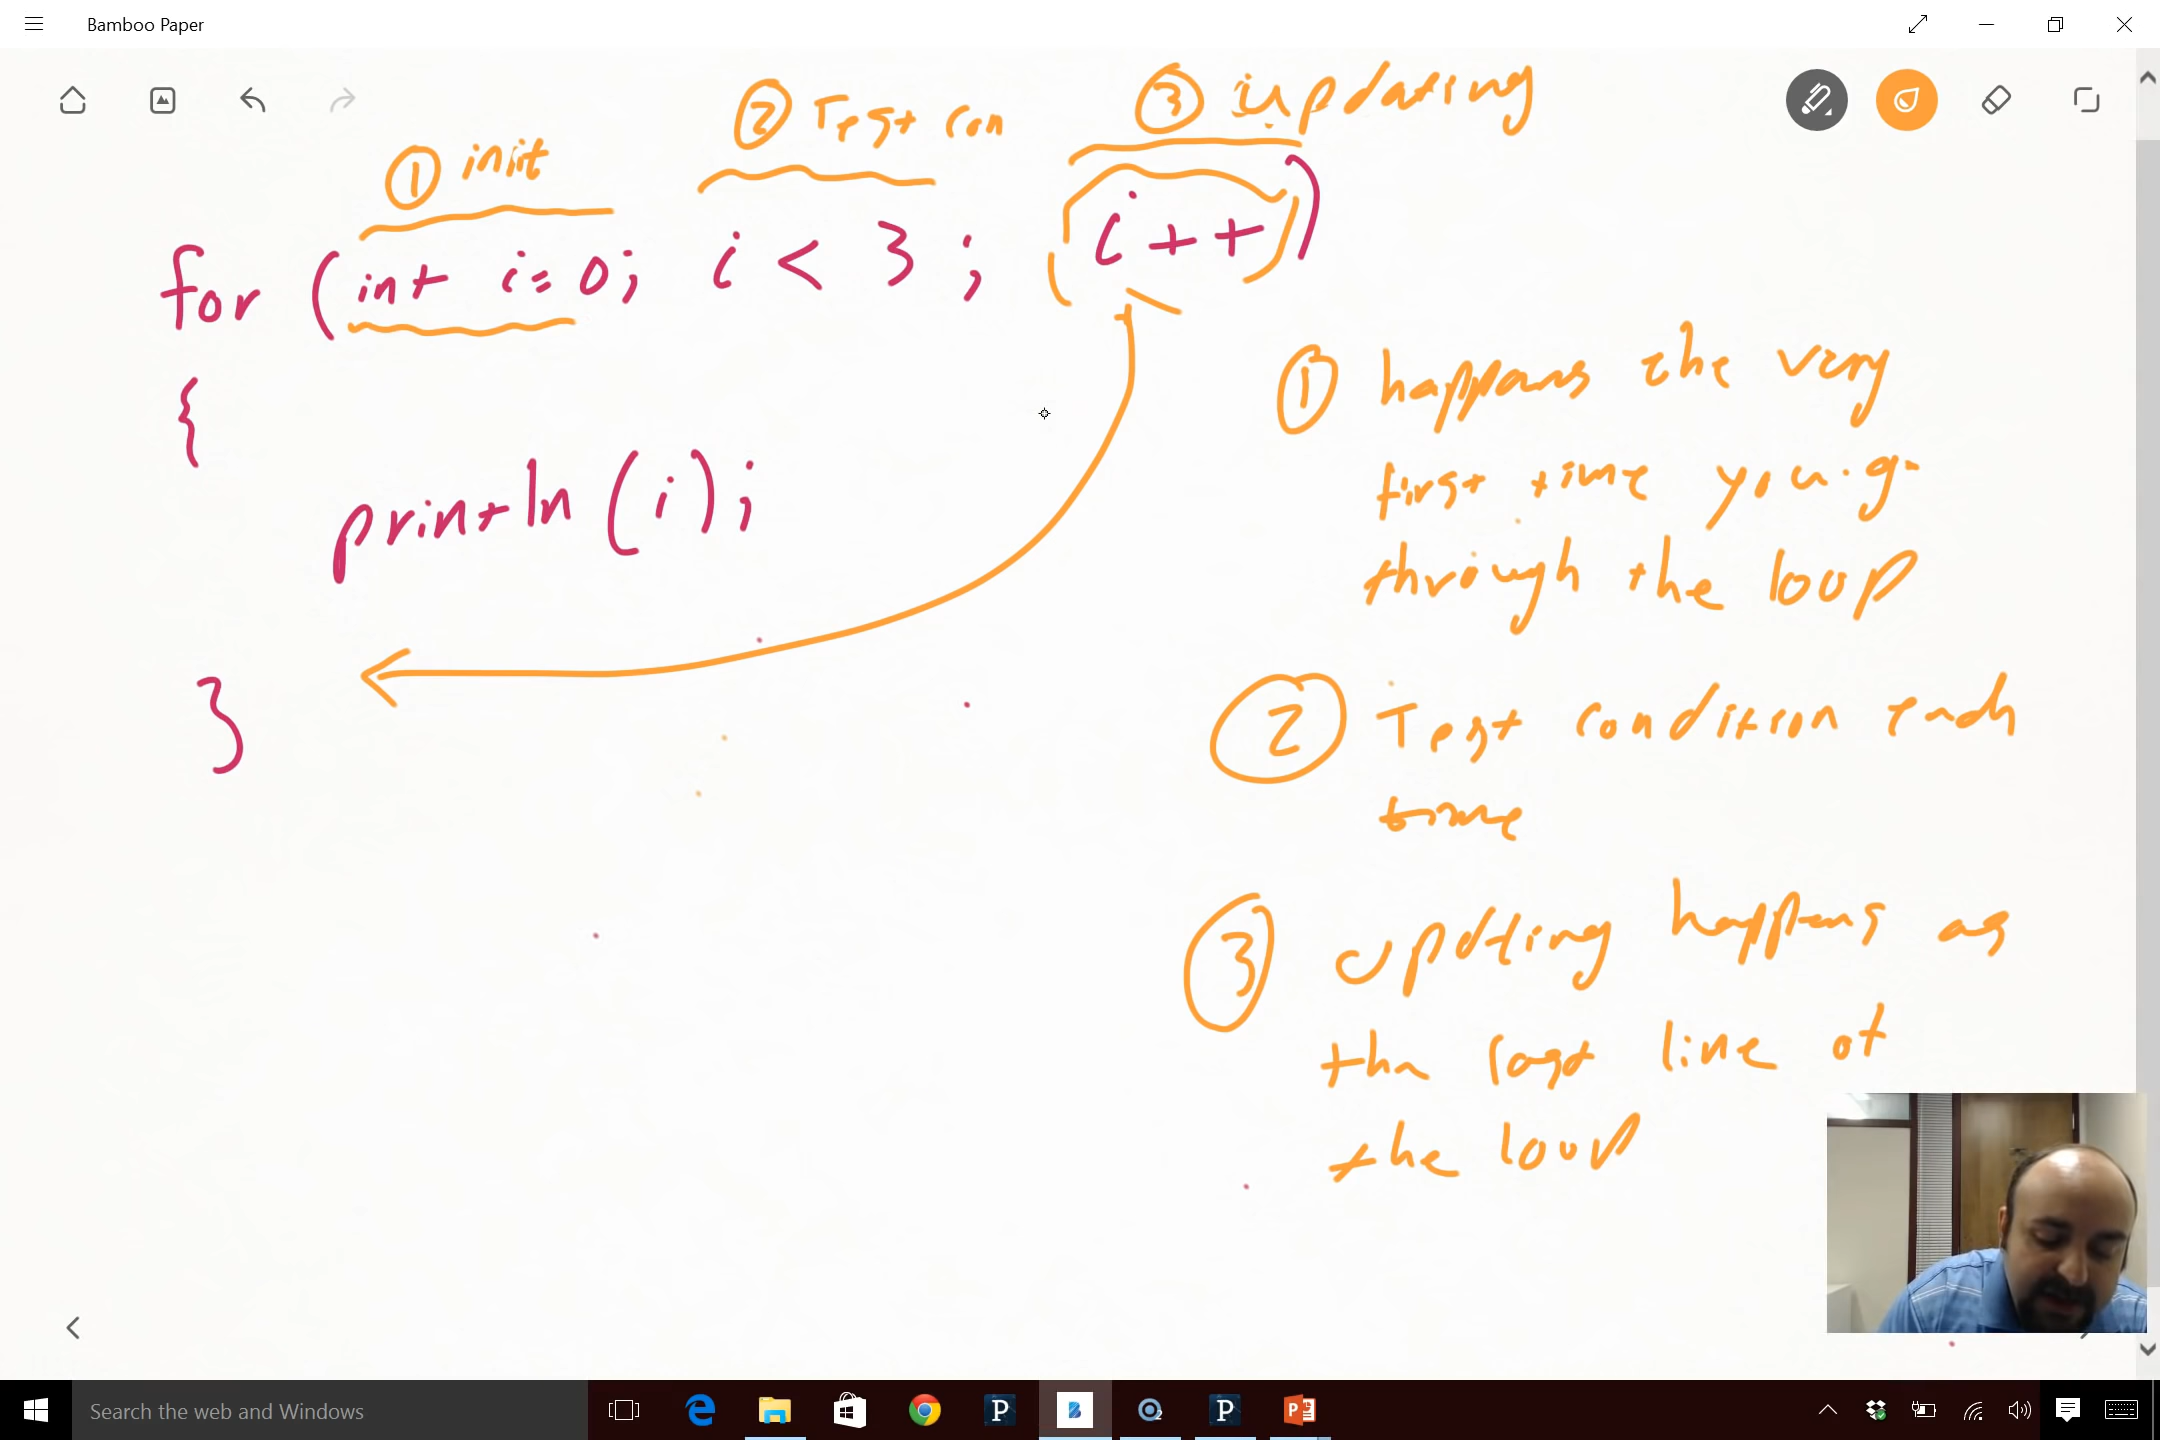 Bamboo Paper
① init
② Test con
③ updating
for (int i=0; i < 3; (i++))
{
println(i);
}
① happens the very
first time you go
through the loop
② Test condition each
time
③ updting happens as
the last line of
the loop
Search the web and Windows